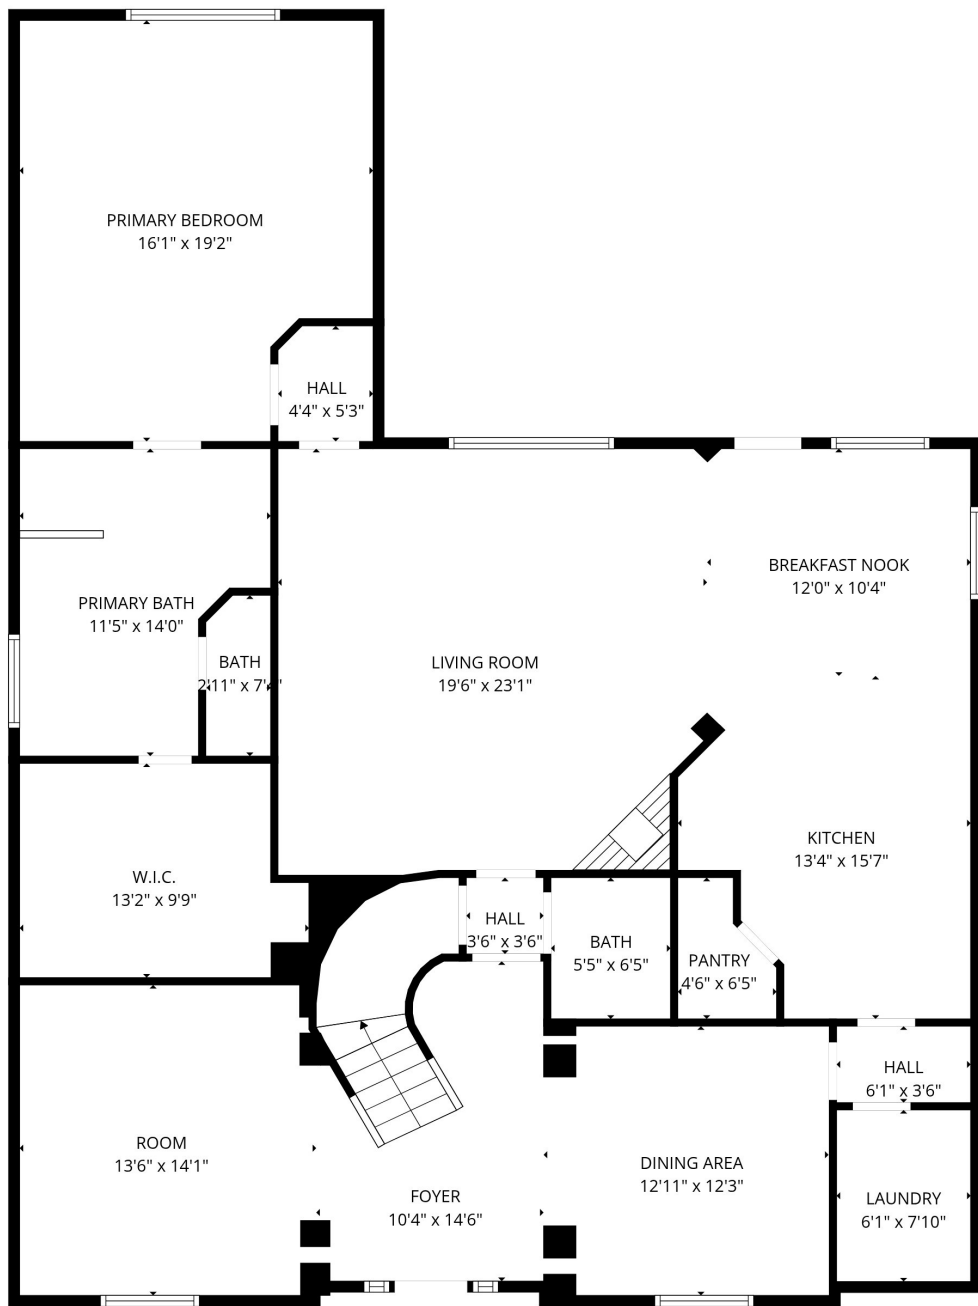 PRIMARY BEDROOM
16'1" x 19'2"
HALL
4'4" x 5'3"
BREAKFAST NOOK
12'0" x 10'4"
PRIMARY BATH
11'5" x 14'0"
BATH
LIVING ROOM
19'6" x 23'1"
KITCHEN
13'4" x 15'7"
W.I.C.
13'2" x 9'9"
HALL
3'6" x 3'6"
BATH
5'5" x 6'5"
PANTRY
4'6" x 6'5"
HALL
6'1" x 3'6"
ROOM
13'6" x 14'1"
DINING AREA
12'11" x 12'3"
FOYER
10'4" x 14'6"
LAUNDRY
6'1" x 7'10"